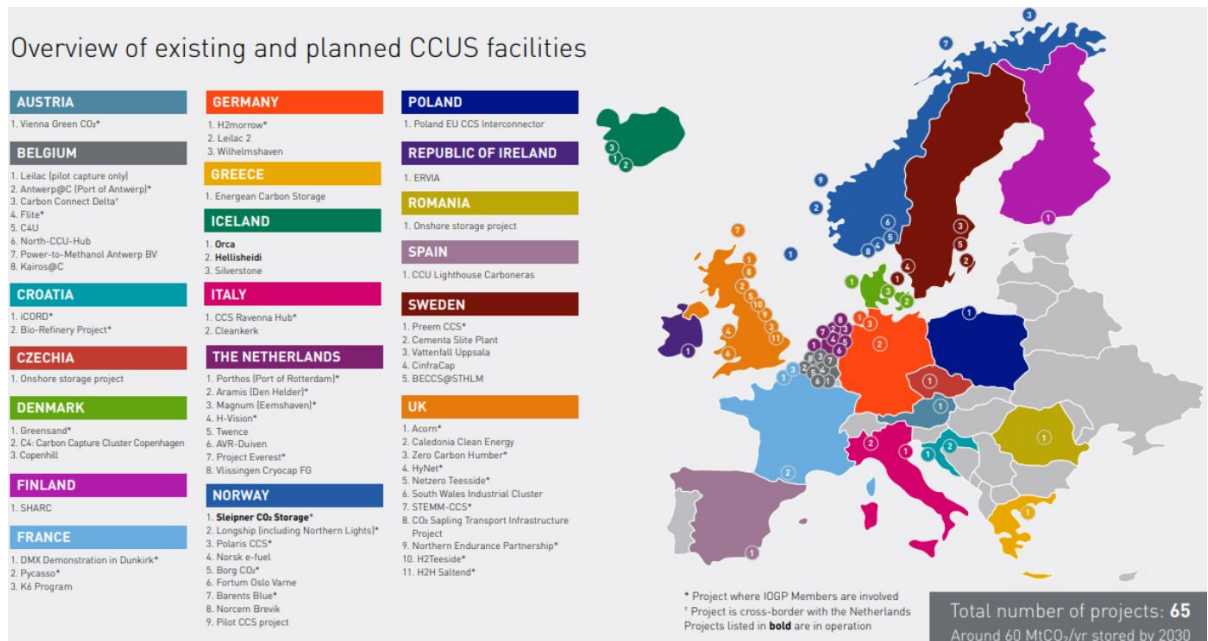 Overview of existing and planned CCUS facilities
AUSTRIA
1. Vienna Green CO₂*
BELGIUM
1. Leilac (pilot capture only)
2. Antwerp@C (Port of Antwerp)*
3. Carbon Connect Delta†
4. Flite*
5. C4U
6. North-CCU-Hub
7. Power-to-Methanol Antwerp BV
8. Kairos@C
CROATIA
1. iCORD*
2. Bio-Refinery Project*
CZECHIA
1. Onshore storage project
DENMARK
1. Greensand*
2. C4: Carbon Capture Cluster Copenhagen
3. Copenhill
FINLAND
1. SHARC
FRANCE
1. DMX Demonstration in Dunkirk*
2. Pycasso*
3. K6 Program
GERMANY
1. H2morrow*
2. Leilac 2
3. Wilhelmshaven
GREECE
1. Energean Carbon Storage
ICELAND
1. Orca
2. Hellisheidi
3. Silverstone
ITALY
1. CCS Ravenna Hub*
2. Cleankerk
THE NETHERLANDS
1. Porthos (Port of Rotterdam)*
2. Aramis (Den Helder)*
3. Magnum (Eemshaven)*
4. H-Vision*
5. Twence
6. AVR-Duiven
7. Project Everest*
8. Vlissingen Cryocap FG
NORWAY
1. Sleipner CO₂ Storage*
2. Longship (including Northern Lights)*
3. Polaris CCS*
4. Norsk e-fuel
5. Borg CO₂*
6. Fortum Oslo Varne
7. Barents Blue*
8. Norcem Brevik
9. Pilot CCS project
POLAND
1. Poland EU CCS Interconnector
REPUBLIC OF IRELAND
1. ERVIA
ROMANIA
1. Onshore storage project
SPAIN
1. CCU Lighthouse Carboneras
SWEDEN
1. Preem CCS*
2. Cementa Slite Plant
3. Vattenfall Uppsala
4. CinfraCap
5. BECCS@STHLM
UK
1. Acorn*
2. Caledonia Clean Energy
3. Zero Carbon Humber*
4. HyNet*
5. Netzero Teesside*
6. South Wales Industrial Cluster
7. STEMM-CCS*
8. CO₂ Sapling Transport Infrastructure
Project
9. Northern Endurance Partnership*
10. H2Teeside*
11. H2H Saltend*
* Project where IOGP Members are involved
† Project is cross-border with the Netherlands
Projects listed in bold are in operation
Total number of projects: 65
Around 60 MtCO₂/yr stored by 2030